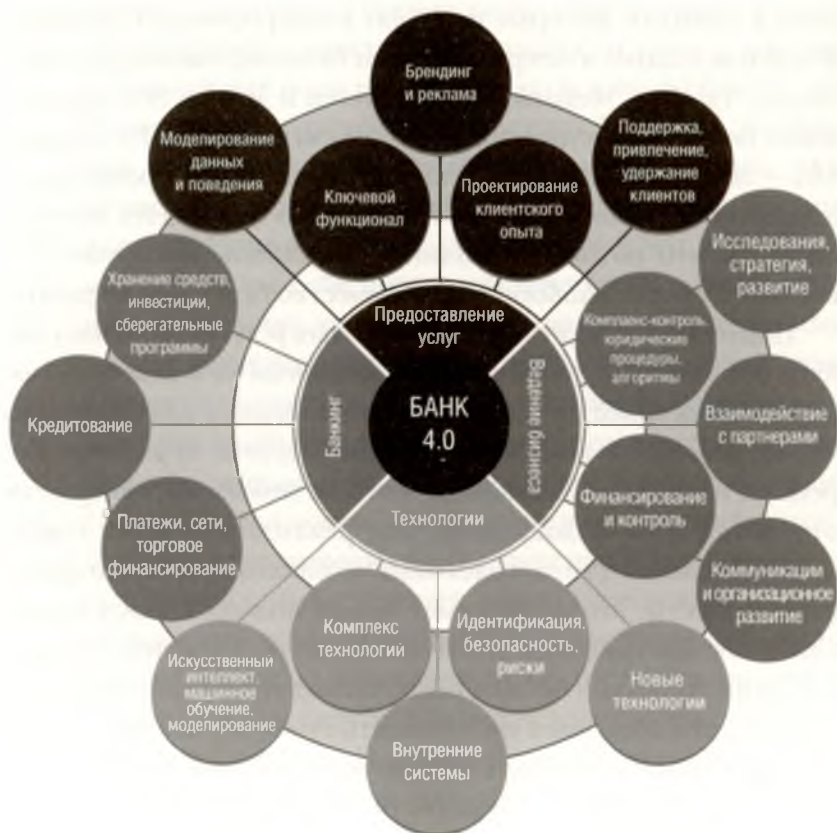 Брендинг
и реклама
Моделирование
данных
и поведения
Поддержка,
привлечение,
удержание
клиентов
Ключевой
функционал
Проектирование
клиентского
опыта
Исследования,
стратегия,
развитие
Хранение средств,
инвестиции,
сберегательные
программы
Предоставление
услуг
Комплаенс-контроль,
юридические
процедуры,
алгоритмы
Кредитование
Банкинг
БАНК
4.0
Ведение бизнеса
Взаимодействие
с партнерами
Платежи, сети,
торговое
финансирование
Технологии
Финансирование
и контроль
Коммуникации
и организационное
развитие
Комплекс
технологий
Идентификация,
безопасность,
риски
Искусственный
интеллект,
машинное
обучение,
моделирование
Новые
технологии
Внутренние
системы